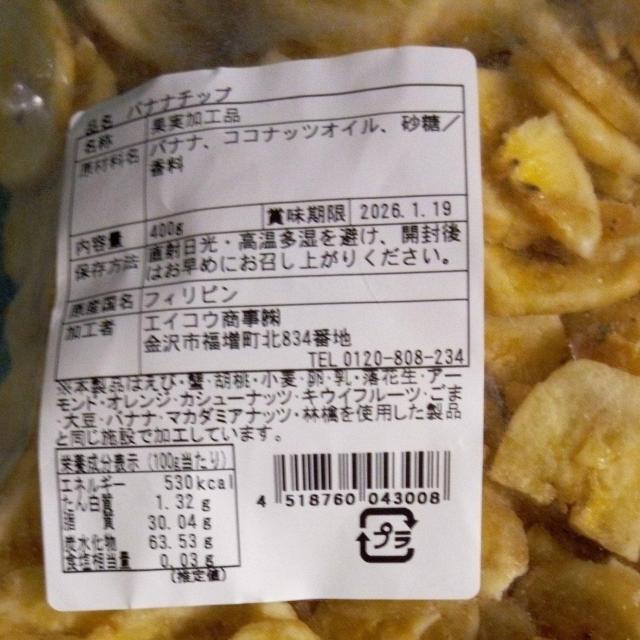 品名 バナナチップ
名称 果実加工品
原材料名 バナナ、ココナッツオイル、砂糖／
香料
内容量 400g 賞味期限 2026.1.19
保存方法 直射日光・高温多湿を避け、開封後
はお早めにお召し上がりください。
原産国名 フィリピン
加工者 エイコウ商事㈱
金沢市福増町北834番地
TEL 0120-808-234
※本製品はえび・蟹・胡桃・小麦・卵・乳・落花生・アー
モンド・オレンジ・カシューナッツ・キウイフルーツ・ごま
・大豆・バナナ・マカダミアナッツ・林檎を使用した製品
と同じ施設で加工しています。
栄養成分表示（100g当たり）
エネルギー 530kcal
たん白質 1.32g
脂質 30.04g
炭水化物 63.53g
食塩相当量 0.03g
（推定値）
4 518760 043008
プラ